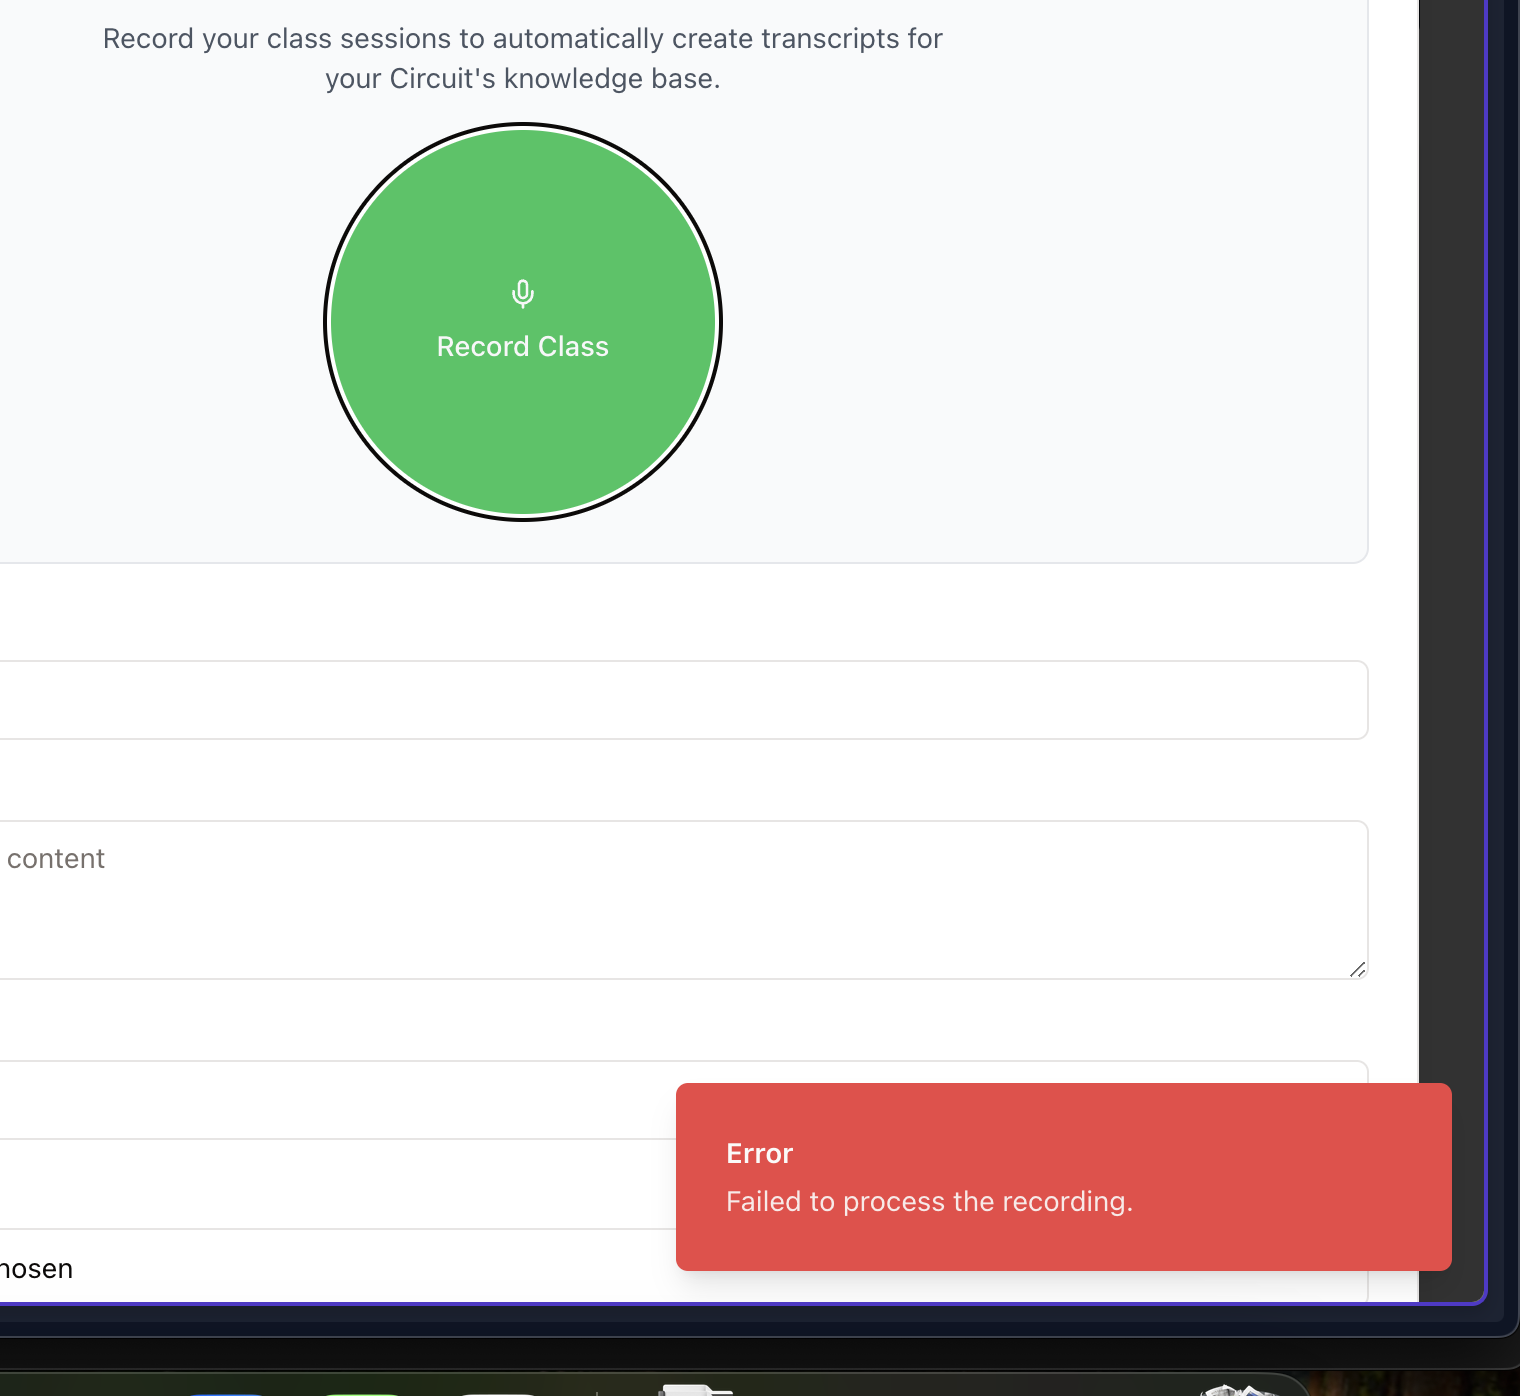 Record your class sessions to automatically create transcripts for
your Circuit's knowledge base.
Record Class
content
Error
Failed to process the recording.
hosen